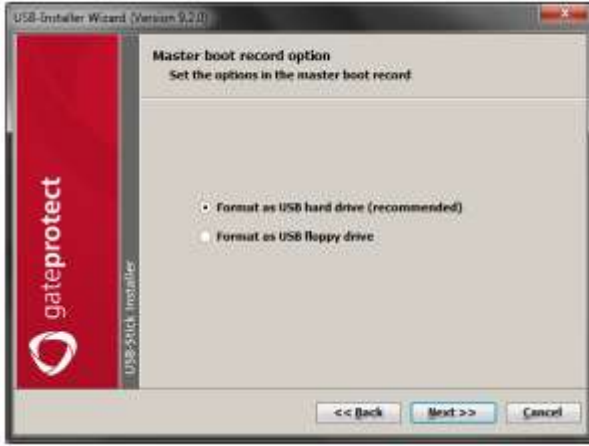 USB-Installer Wizard (Version 9.2.0)
Master boot record option
Set the options in the master boot record
Format as USB hard drive (recommended)
Format as USB floppy drive
gateprotect
USB-Stick Installer
<< Back
Next >>
Cancel